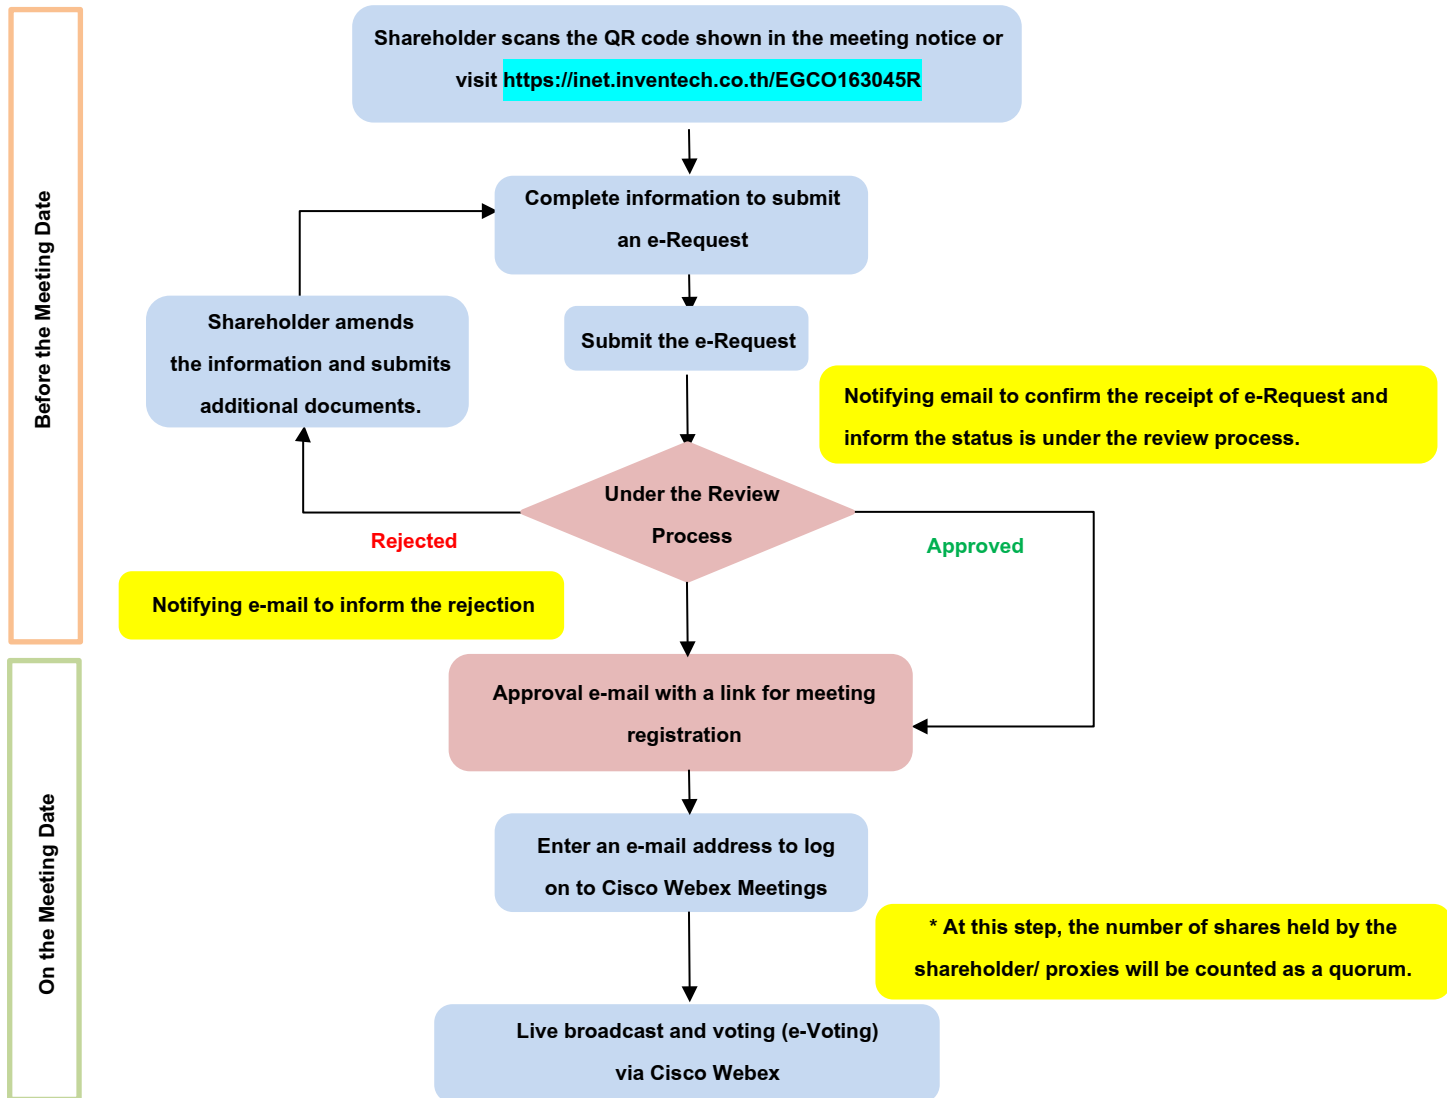 Shareholder scans the QR code shown in the meeting notice or
visit https://inet.inventech.co.th/EGCO163045R
Before the Meeting Date
Complete information to submit
an e-Request
Shareholder amends
the information and submits
additional documents.
Submit the e-Request
Notifying email to confirm the receipt of e-Request and
inform the status is under the review process.
Under the Review
Process
Rejected
Approved
Notifying e-mail to inform the rejection
Approval e-mail with a link for meeting
registration
On the Meeting Date
Enter an e-mail address to log
on to Cisco Webex Meetings
* At this step, the number of shares held by the
shareholder/ proxies will be counted as a quorum.
Live broadcast and voting (e-Voting)
via Cisco Webex